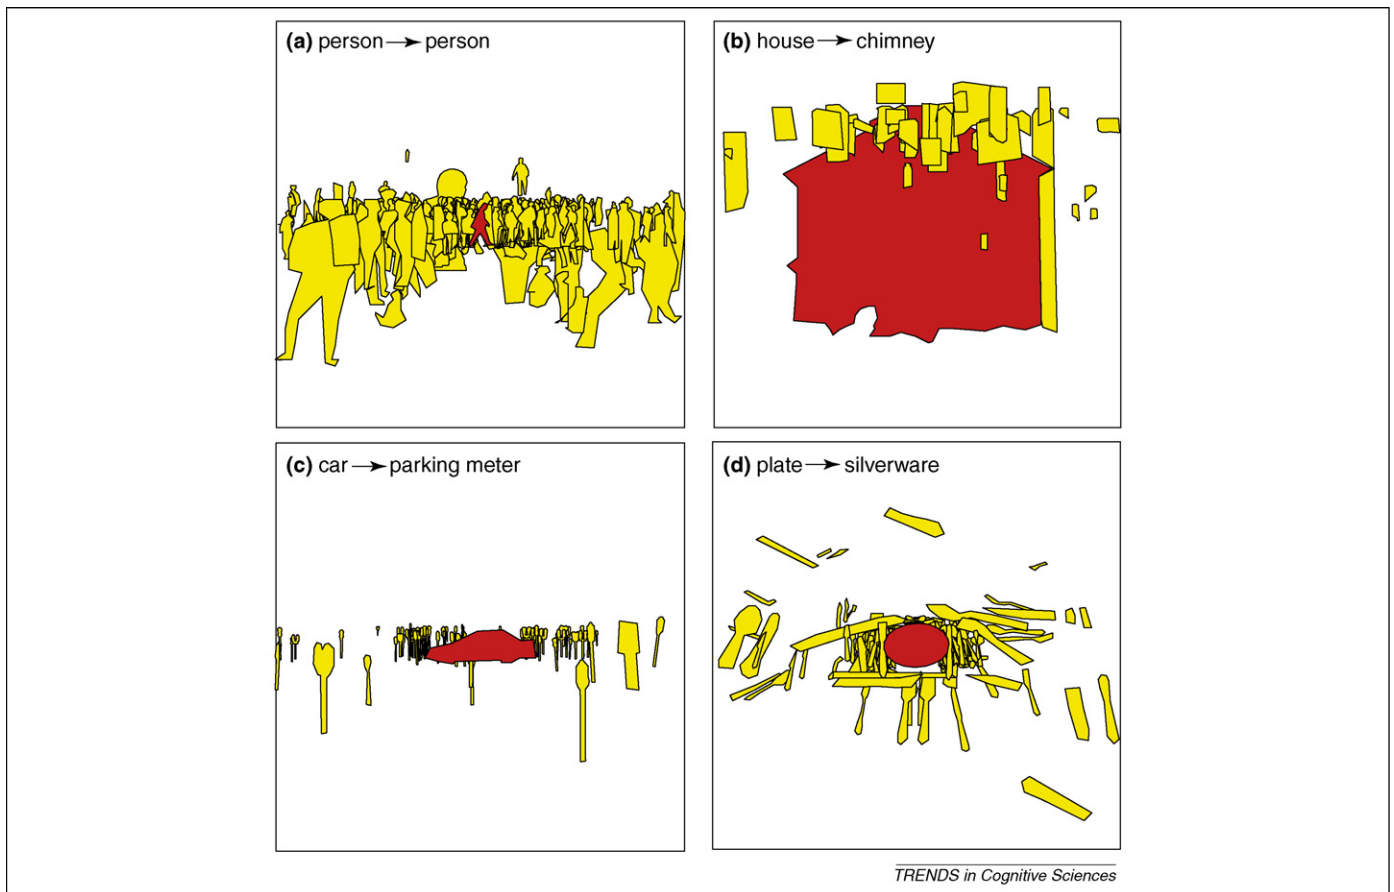 (a) person → person
(b) house → chimney
(c) car → parking meter
(d) plate → silverware
TRENDS in Cognitive Sciences